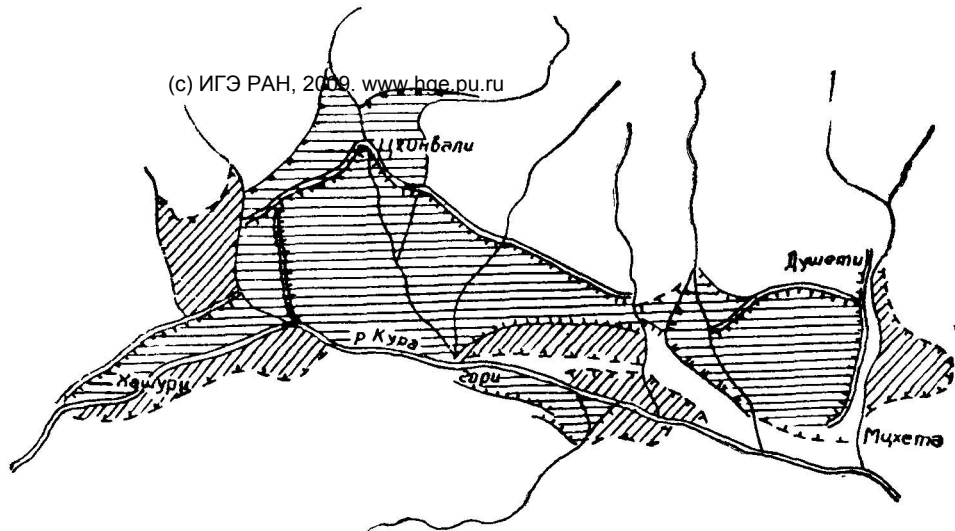 (c) ИГЭ РАН, 2009. www.hge.pu.ru
Цхинвали
Душети
р Кура
Хашури
гори
Мцхета